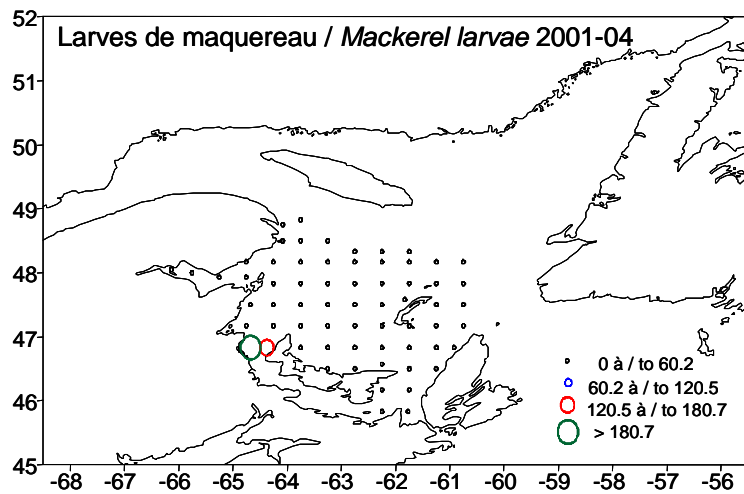 Larves de maquereau / Mackerel larvae 2001-04
52
51
50
49
48
47
46
45
0 à / to 60.2
60.2 à / to 120.5
120.5 à / to 180.7
> 180.7
-68 -67 -66 -65 -64 -63 -62 -61 -60 -59 -58 -57 -56